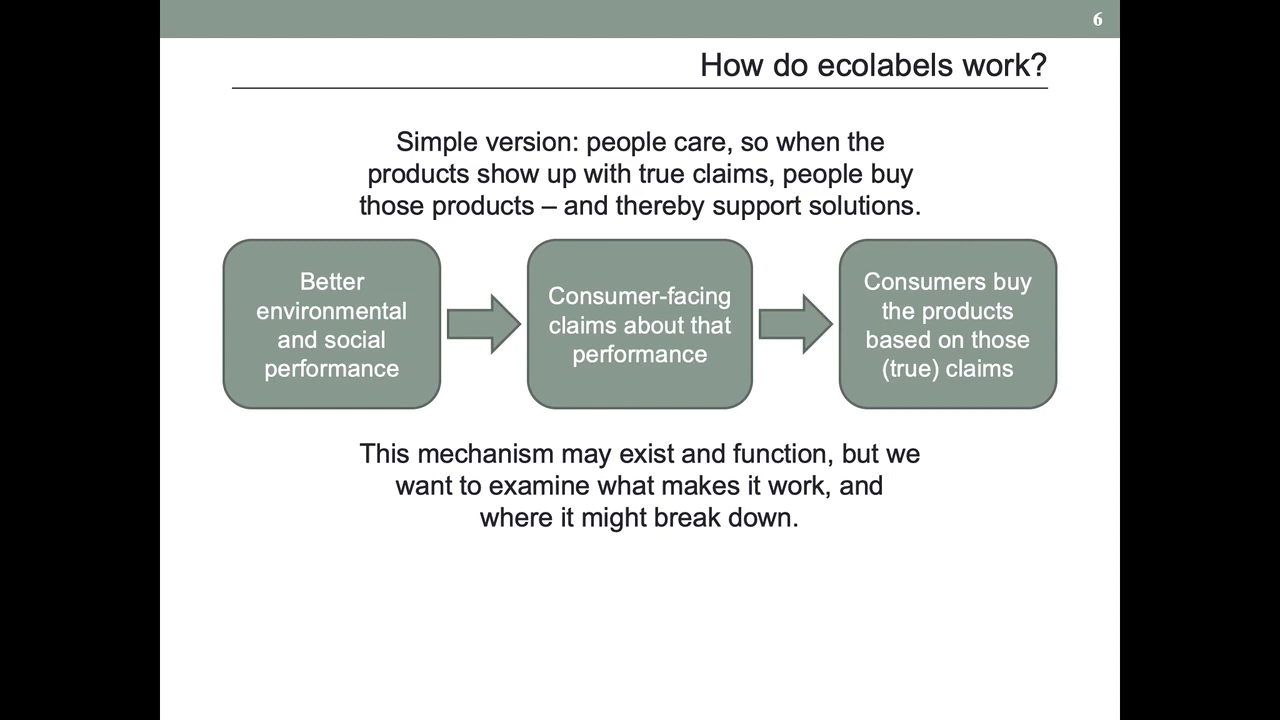 6
How do ecolabels work?
Simple version: people care, so when the
products show up with true claims, people buy
those products – and thereby support solutions.
Better
environmental
and social
performance
Consumer-facing
claims about that
performance
Consumers buy
the products
based on those
(true) claims
This mechanism may exist and function, but we
want to examine what makes it work, and
where it might break down.